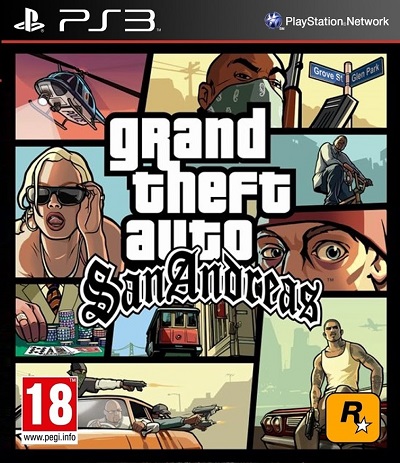 PS3
PlayStation®Network
Grove St
Glen Park
grand
theft
auto
San Andreas
18
www.pegi.info
R★